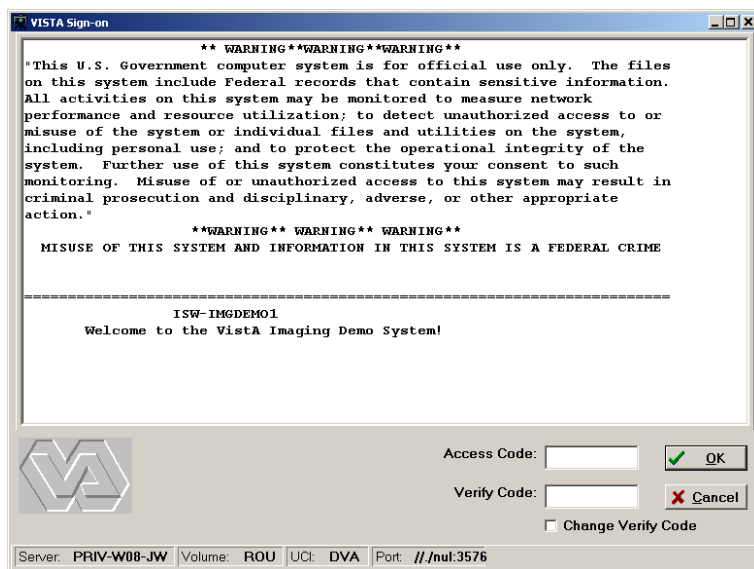 VISTA Sign-on
** WARNING**WARNING**WARNING**
"This U.S. Government computer system is for official use only.  The files
on this system include Federal records that contain sensitive information.
All activities on this system may be monitored to measure network
performance and resource utilization; to detect unauthorized access to or
misuse of the system or individual files and utilities on the system,
including personal use; and to protect the operational integrity of the
system.  Further use of this system constitutes your consent to such
monitoring.  Misuse of or unauthorized access to this system may result in
criminal prosecution and disciplinary, adverse, or other appropriate
action."
**WARNING** WARNING** WARNING**
MISUSE OF THIS SYSTEM AND INFORMATION IN THIS SYSTEM IS A FEDERAL CRIME
==========================================================================
ISW-IMGDEMO1
Welcome to the VistA Imaging Demo System!
Access Code:
OK
Verify Code:
Cancel
Change Verify Code
Server: PRIV-W08-JW Volume: ROU UCI: DVA Port: //./nul:3576